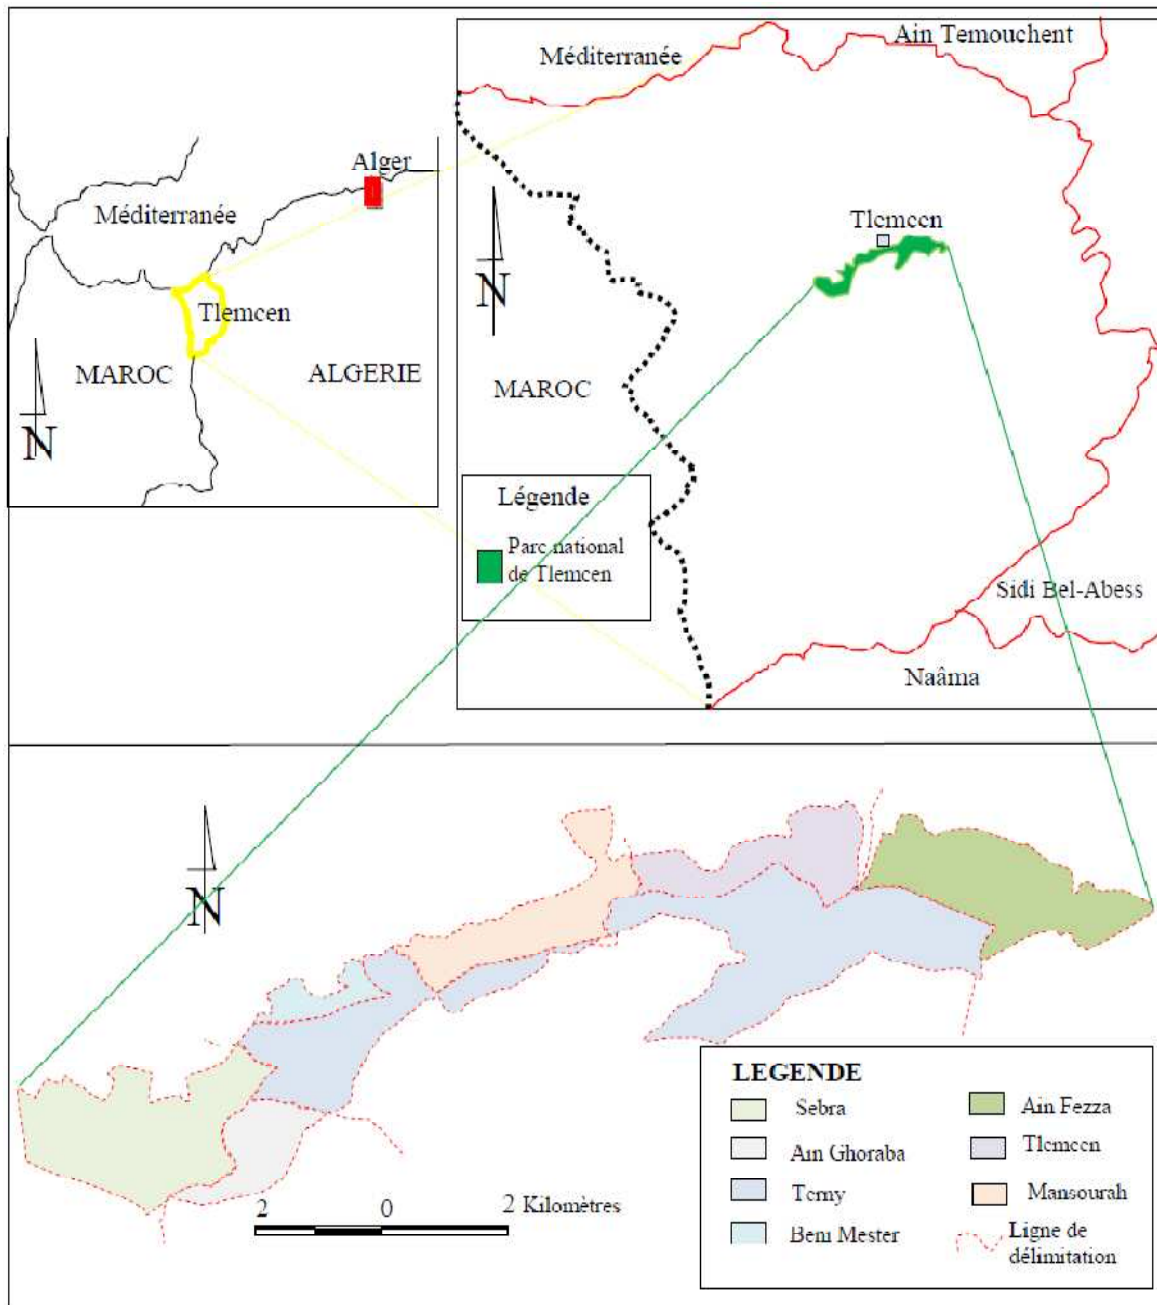 Méditerranée
Ain Temouchent
Alger
Méditerranée
Tlemcen
MAROC
ALGERIE
N
N
Tlemcen
MAROC
Légende
Parc national
de Tlemcen
Sidi Bel-Abess
Naâma
N
LEGENDE
Sebra
Ain Ghoraba
Terny
Beni Mester
Ain Fezza
Tlemcen
Mansourah
Ligne de
délimitation
2 0 2 Kilomètres